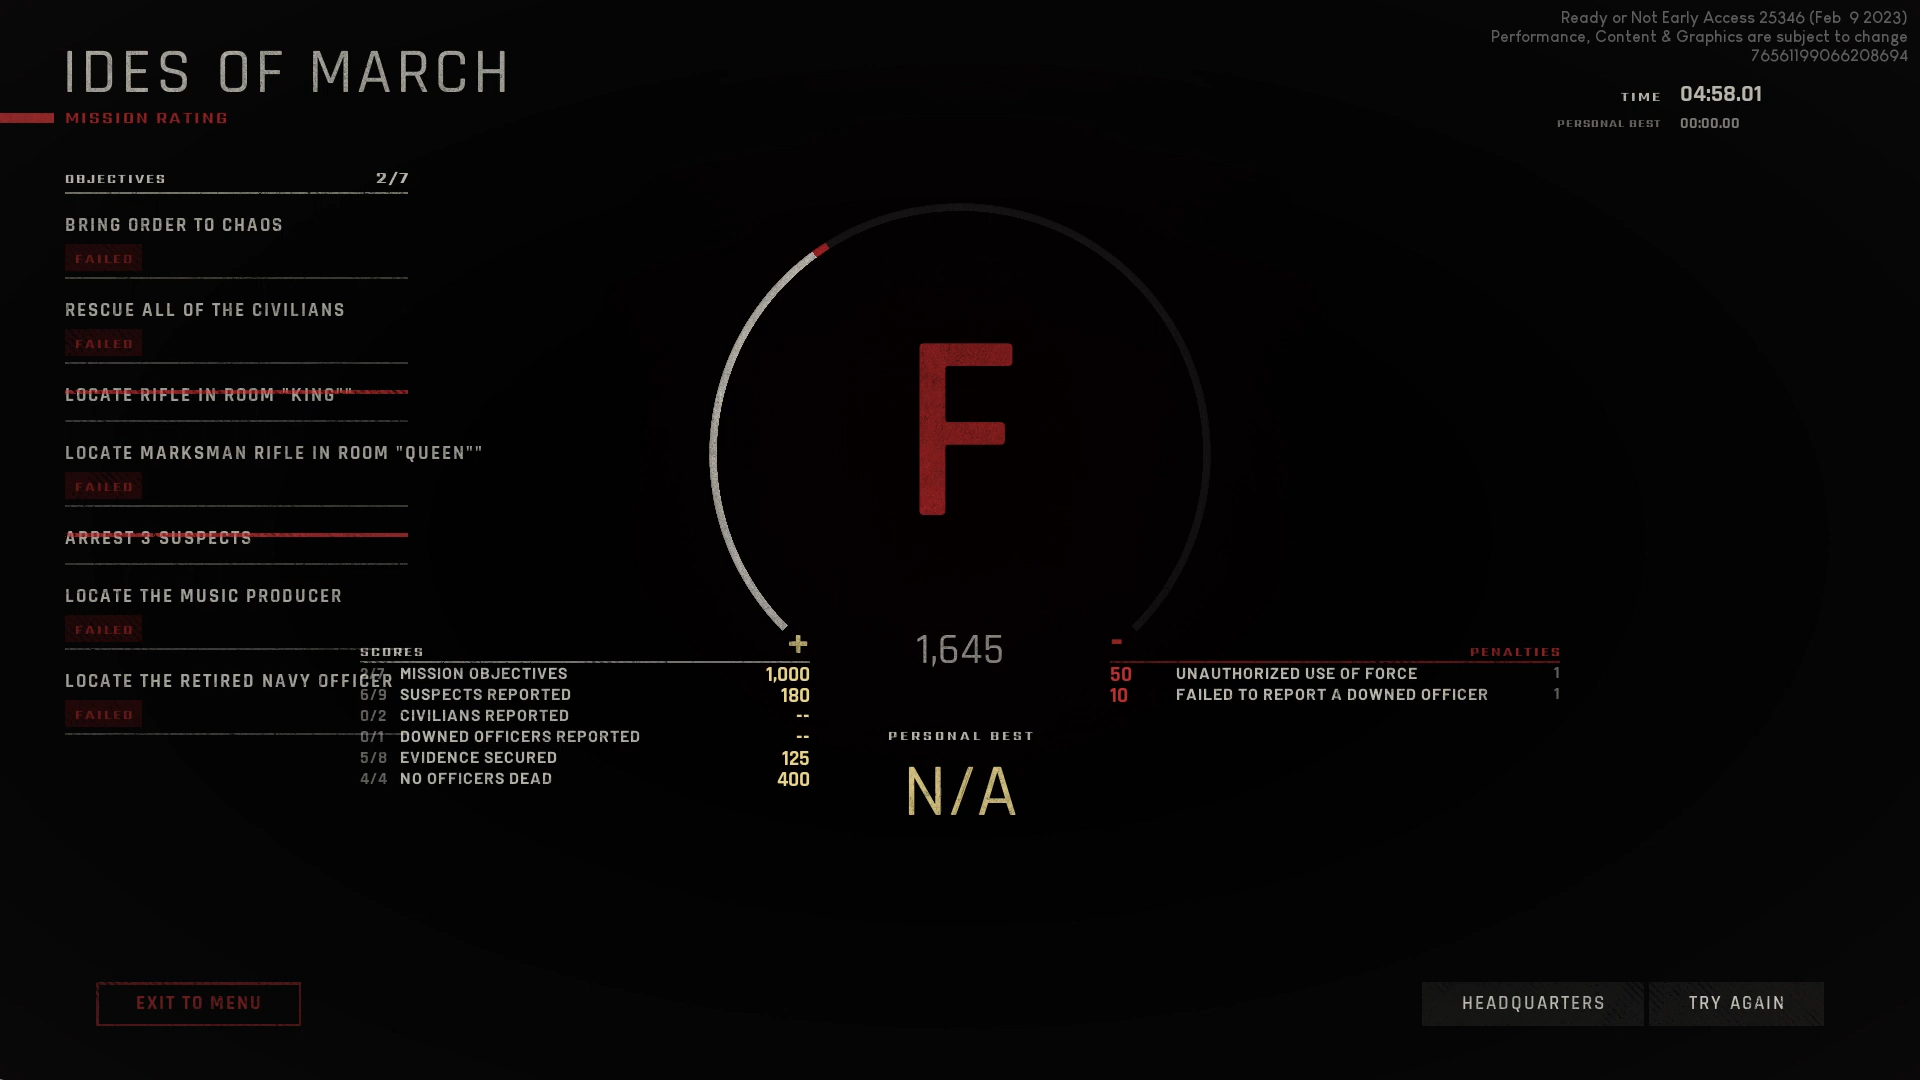 Ready or Not Early Access 25346 (Feb 9 2023)
Performance, Content & Graphics are subject to change
76561199066208694
IDES OF MARCH
MISSION RATING
TIME 04:58.01
PERSONAL BEST 00:00.00
OBJECTIVES 2/7
BRING ORDER TO CHAOS
FAILED
RESCUE ALL OF THE CIVILIANS
FAILED
LOCATE RIFLE IN ROOM "KING""
LOCATE MARKSMAN RIFLE IN ROOM "QUEEN""
FAILED
ARREST 3 SUSPECTS
LOCATE THE MUSIC PRODUCER
FAILED
LOCATE THE RETIRED NAVY OFFICER
FAILED
F
1,645
PERSONAL BEST
N/A
+
SCORES
2/7 MISSION OBJECTIVES 1,000
6/9 SUSPECTS REPORTED 180
0/2 CIVILIANS REPORTED --
0/1 DOWNED OFFICERS REPORTED --
5/8 EVIDENCE SECURED 125
4/4 NO OFFICERS DEAD 400
-
PENALTIES
50 UNAUTHORIZED USE OF FORCE 1
10 FAILED TO REPORT A DOWNED OFFICER 1
EXIT TO MENU
HEADQUARTERS
TRY AGAIN